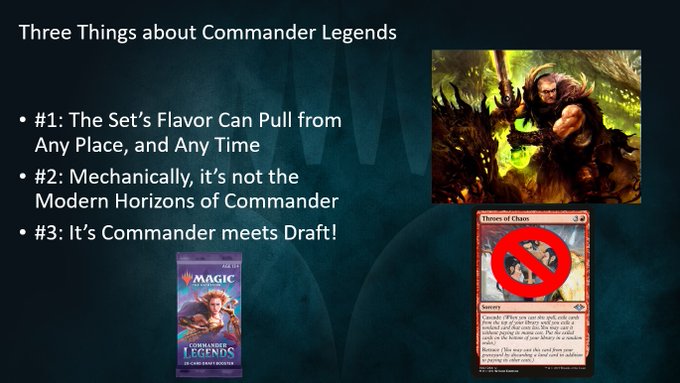 Three Things about Commander Legends
• #1: The Set's Flavor Can Pull from
Any Place, and Any Time
• #2: Mechanically, it's not the
Modern Horizons of Commander
• #3: It's Commander meets Draft!
MAGIC
COMMANDER
LEGENDS
20-CARD DRAFT BOOSTER
Throes of Chaos 3
Sorcery
Cascade (When you cast this spell, exile cards
from the top of your library until you exile a
nonland card that costs less. You may cast it
without paying its mana cost. Put the exiled
cards on the bottom of your library in a random
order.)
Retrace (You may cast this card from your
graveyard by discarding a land card in addition
to paying its other costs.)